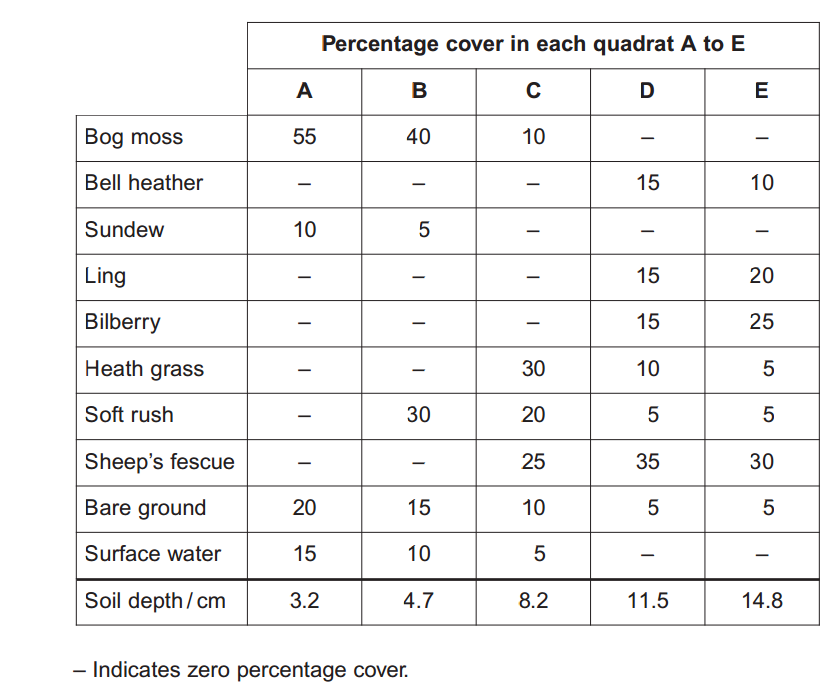 Percentage cover in each quadrat A to E
A B C D E
Bog moss 55 40 10 – –
Bell heather – – – 15 10
Sundew 10 5 – – –
Ling – – – 15 20
Bilberry – – – 15 25
Heath grass – – 30 10 5
Soft rush – 30 20 5 5
Sheep’s fescue – – 25 35 30
Bare ground 20 15 10 5 5
Surface water 15 10 5 – –
Soil depth / cm 3.2 4.7 8.2 11.5 14.8
– Indicates zero percentage cover.